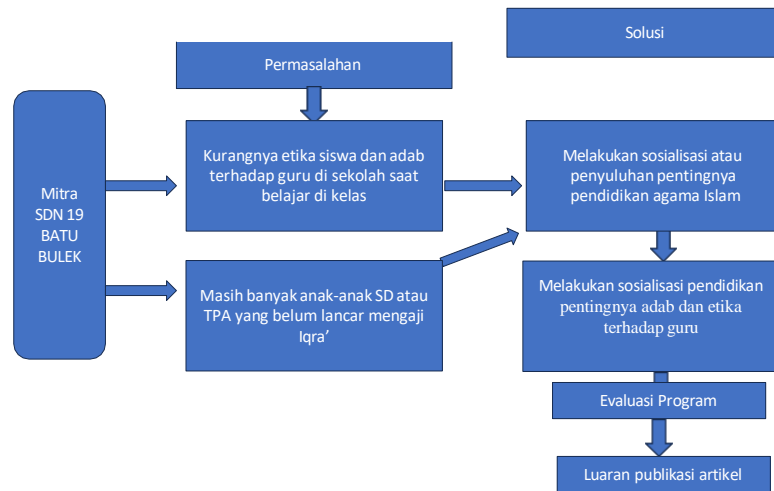 Solusi
Permasalahan
Mitra
SDN 19
BATU
BULEK
Kurangnya etika siswa dan adab
terhadap guru di sekolah saat
belajar di kelas
Melakukan sosialisasi atau
penyuluhan pentingnya
pendidikan agama Islam
Masih banyak anak-anak SD atau
TPA yang belum lancar mengaji
Iqra’
Melakukan sosialisasi pendidikan
pentingnya adab dan etika
terhadap guru
Evaluasi Program
Luaran publikasi artikel